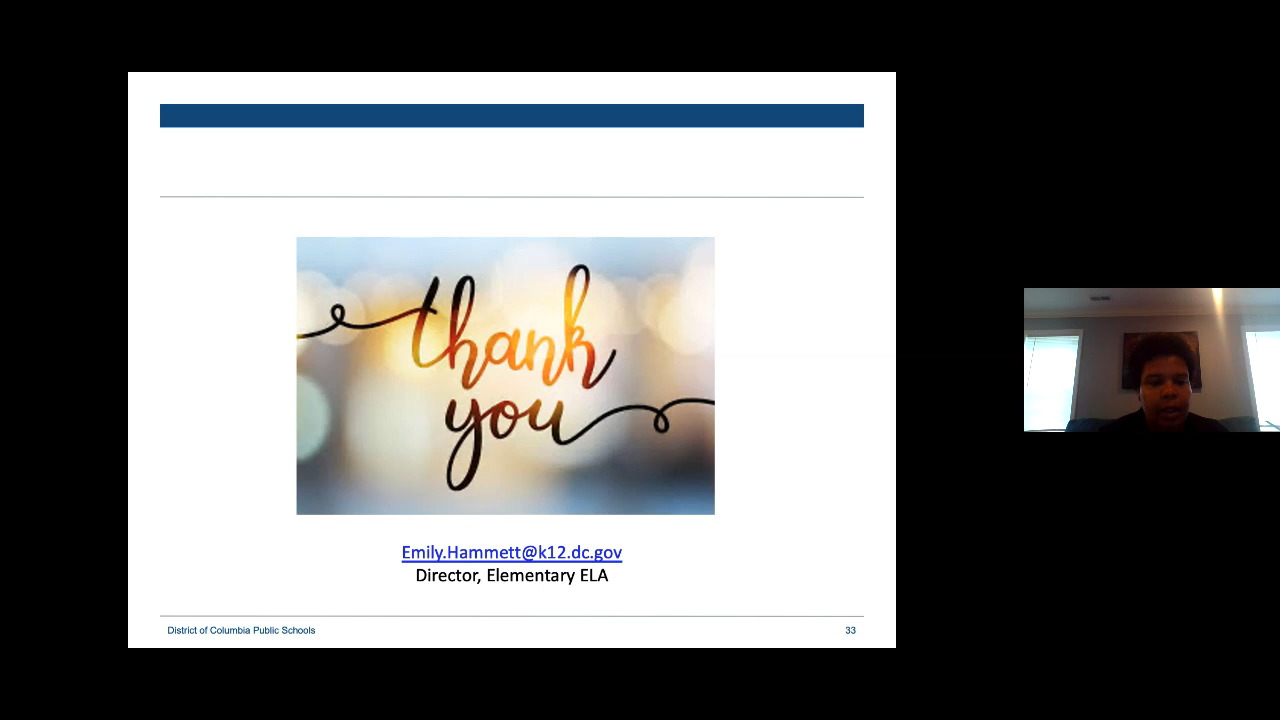 thank
you
Emily.Hammett@k12.dc.gov
Director, Elementary ELA
District of Columbia Public Schools
33